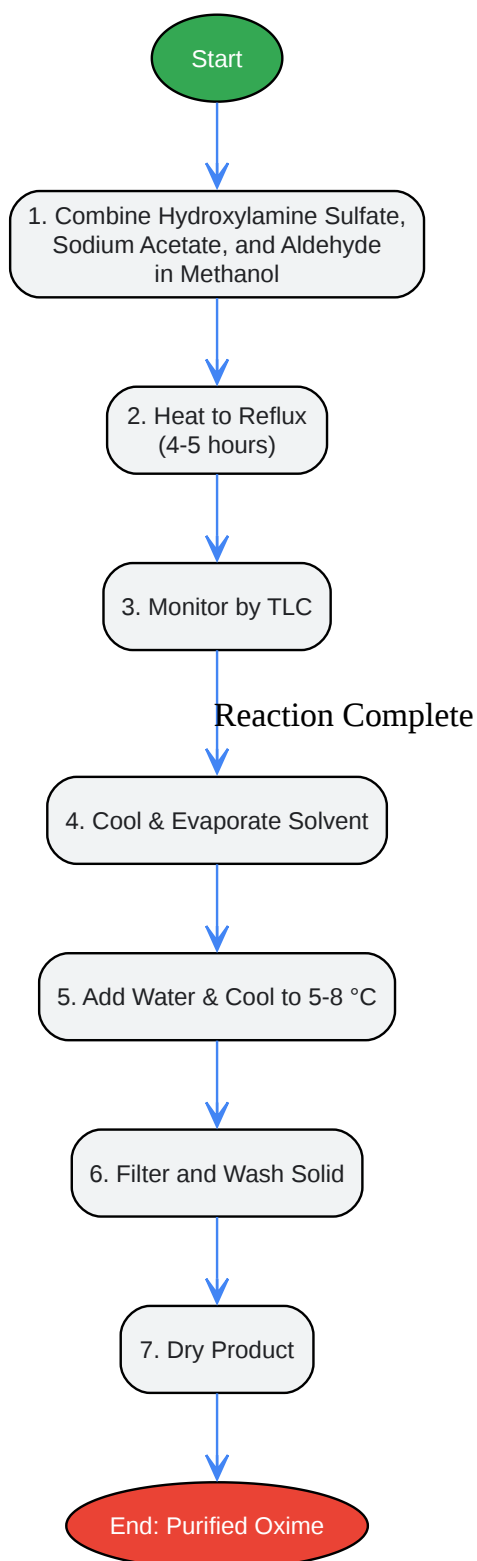 Start
1. Combine Hydroxylamine Sulfate,
Sodium Acetate, and Aldehyde
in Methanol
2. Heat to Reflux
(4-5 hours)
3. Monitor by TLC
Reaction Complete
4. Cool & Evaporate Solvent
5. Add Water & Cool to 5-8 °C
6. Filter and Wash Solid
7. Dry Product
End: Purified Oxime